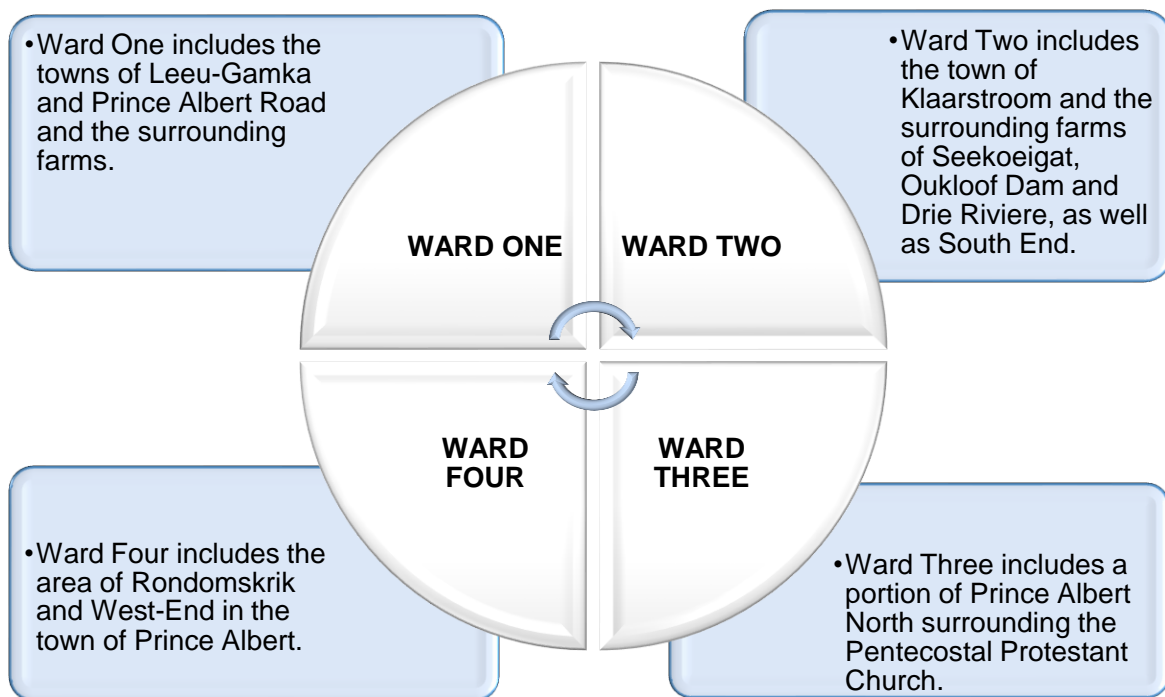 •Ward One includes the
towns of Leeu-Gamka
and Prince Albert Road
and the surrounding
farms.
•Ward Two includes
the town of
Klaarstroom and the
surrounding farms
of Seekoeigat,
Oukloof Dam and
Drie Riviere, as well
as South End.
WARD ONE
WARD TWO
WARD
FOUR
WARD
THREE
•Ward Four includes the
area of Rondomskrik
and West-End in the
town of Prince Albert.
•Ward Three includes a
portion of Prince Albert
North surrounding the
Pentecostal Protestant
Church.